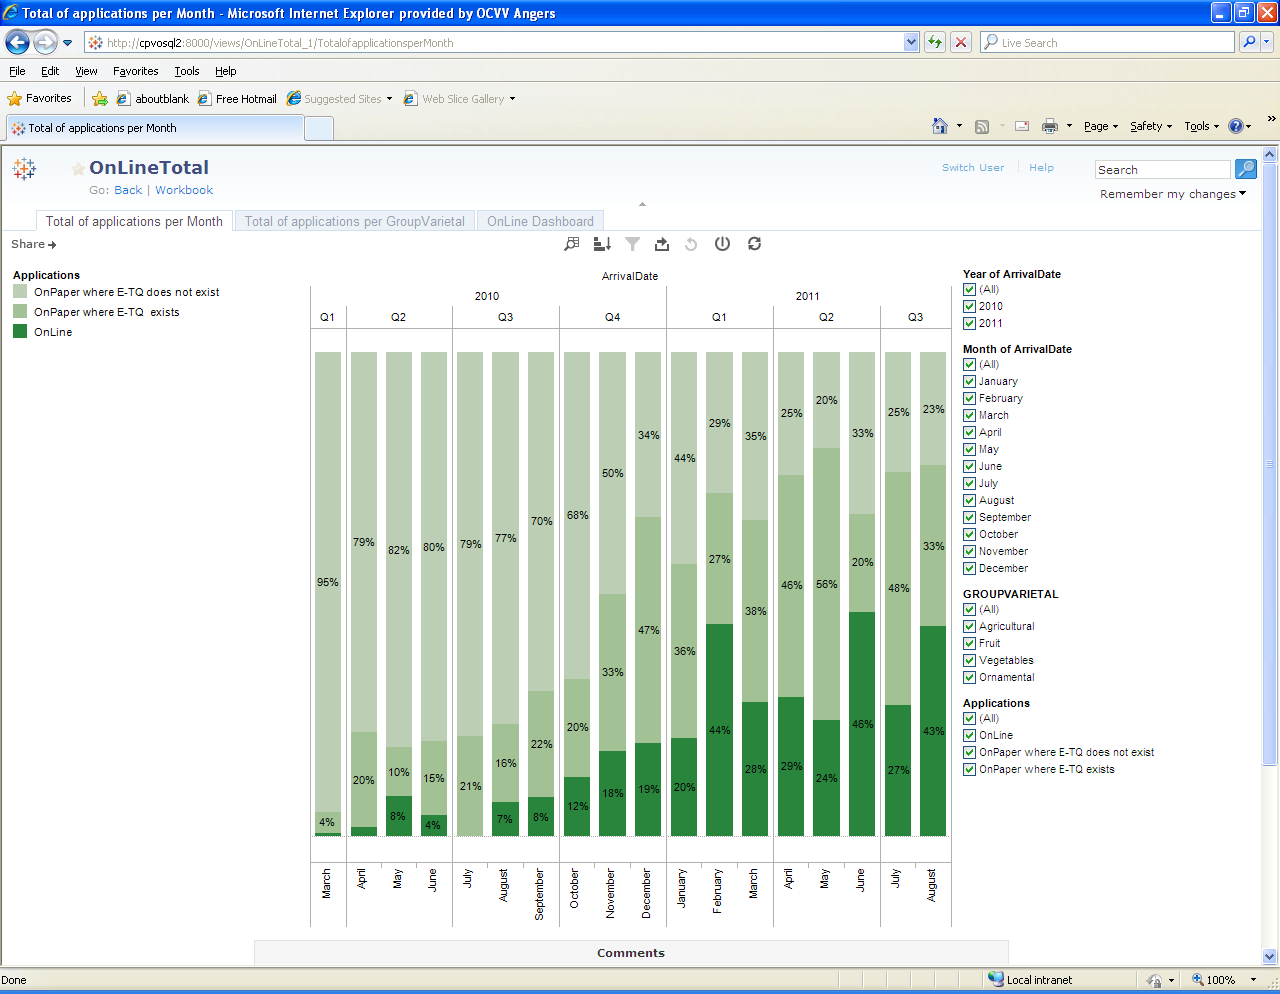 Total of applications per Month - Microsoft Internet Explorer provided by OCVV Angers
http://cpvosql2:8000/views/OnLineTotal_1/TotalofapplicationsperMonth
Live Search
File Edit View Favorites Tools Help
Favorites aboutblank Free Hotmail Suggested Sites Web Slice Gallery
Total of applications per Month
Page Safety Tools »
OnLineTotal
Go: Back | Workbook
Switch User Help
Search
Remember my changes
Total of applications per Month Total of applications per GroupVarietal OnLine Dashboard
Share
Applications
OnPaper where E-TQ does not exist
OnPaper where E-TQ exists
OnLine
ArrivalDate
2010 2011
Q1 Q2 Q3 Q4 Q1 Q2 Q3
95% 4%
79% 20%
82% 10% 8%
80% 15% 4%
79% 21%
77% 16% 7%
70% 22% 8%
68% 20% 12%
50% 33% 18%
34% 47% 19%
44% 36% 20%
29% 27% 44%
35% 38% 28%
25% 46% 29%
20% 56% 24%
33% 20% 46%
25% 48% 27%
23% 33% 43%
March April May June July August September October November December January February March April May June July August
Year of ArrivalDate
(All)
2010
2011
Month of ArrivalDate
(All)
January
February
March
April
May
June
July
August
September
October
November
December
GROUPVARIETAL
(All)
Agricultural
Fruit
Vegetables
Ornamental
Applications
(All)
OnLine
OnPaper where E-TQ does not exist
OnPaper where E-TQ exists
Comments
Done Local intranet 100%